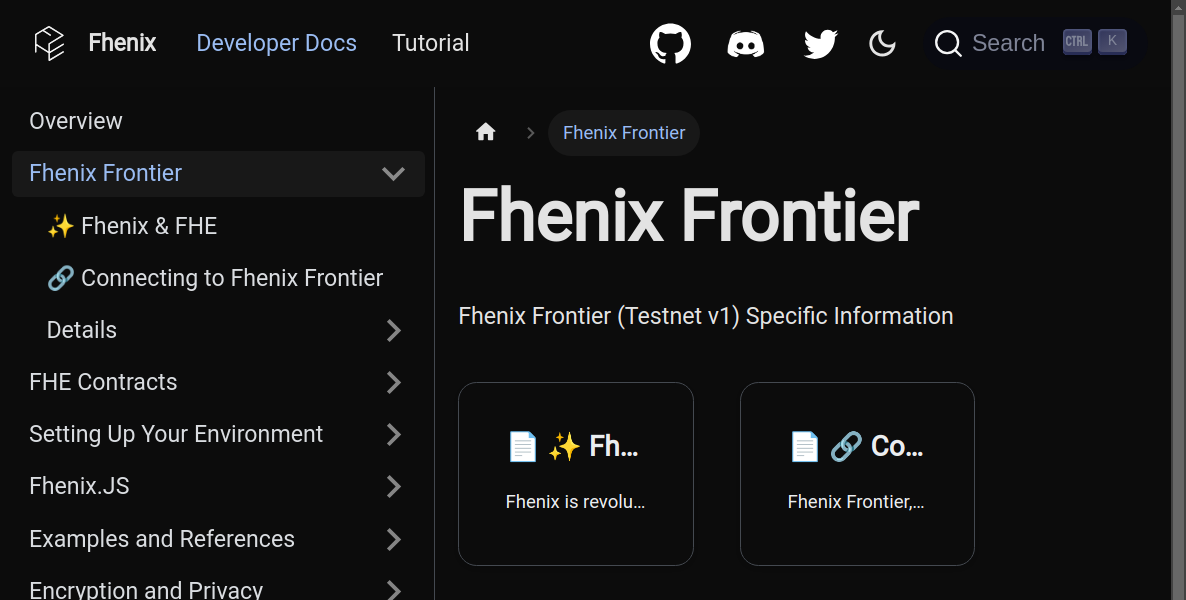 Fhenix Developer Docs Tutorial Search CTRL K
Overview
Fhenix Frontier
✨ Fhenix & FHE
🔗 Connecting to Fhenix Frontier
Details
FHE Contracts
Setting Up Your Environment
Fhenix.JS
Examples and References
Encryption and Privacy
Fhenix Frontier
Fhenix Frontier
Fhenix Frontier (Testnet v1) Specific Information
📄 ✨ Fh...
Fhenix is revolu...
📄 🔗 Co...
Fhenix Frontier,...